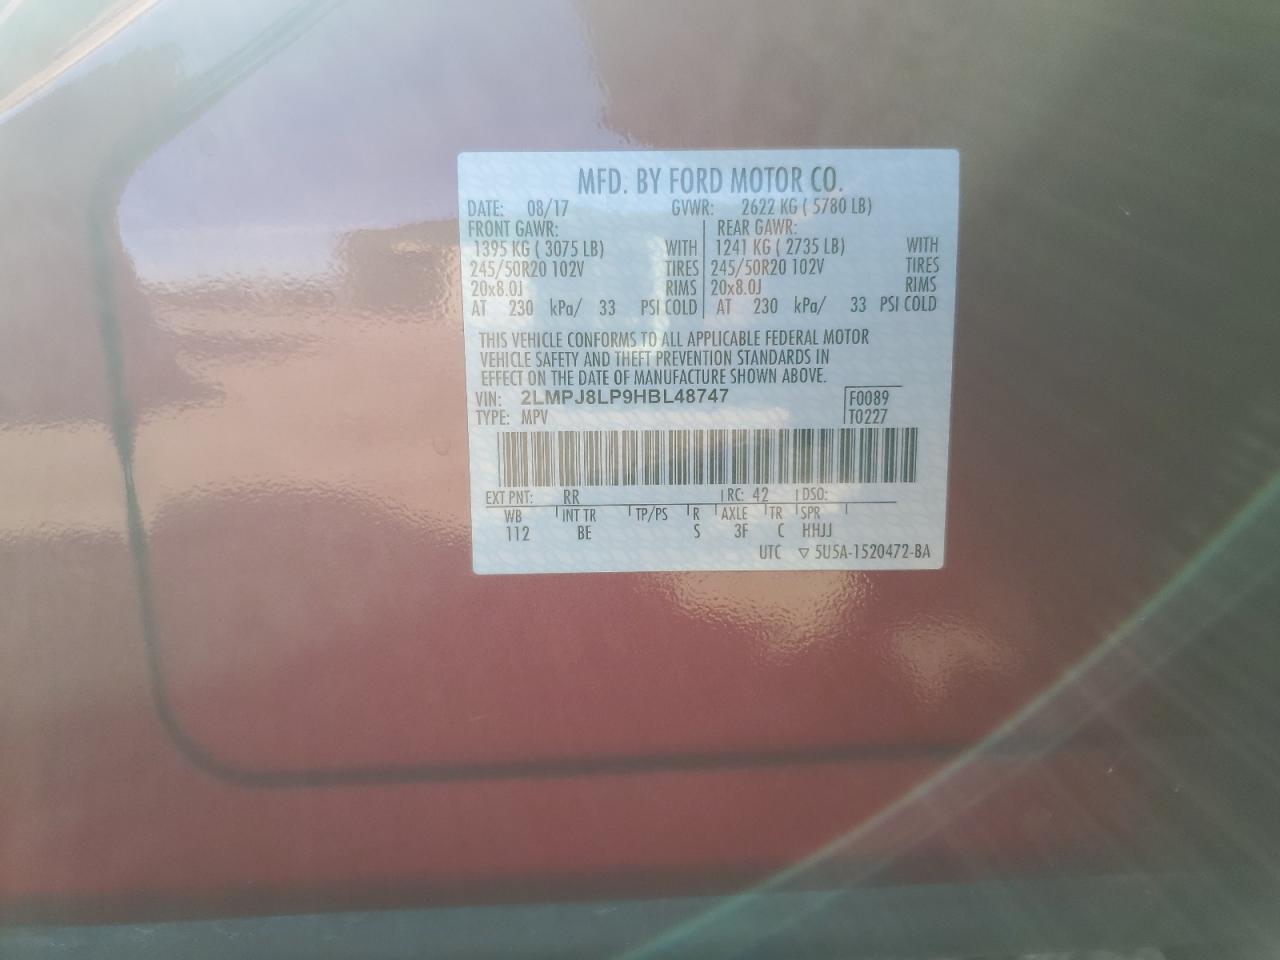 MFD. BY FORD MOTOR CO.
DATE: 08/17 GVWR: 2622 KG ( 5780 LB)
FRONT GAWR: REAR GAWR:
1395 KG ( 3075 LB) WITH 1241 KG ( 2735 LB) WITH
245/50R20 102V TIRES 245/50R20 102V TIRES
20x8.0J RIMS 20x8.0J RIMS
AT 230 kPa/ 33 PSI COLD AT 230 kPa/ 33 PSI COLD
THIS VEHICLE CONFORMS TO ALL APPLICABLE FEDERAL MOTOR
VEHICLE SAFETY AND THEFT PREVENTION STANDARDS IN
EFFECT ON THE DATE OF MANUFACTURE SHOWN ABOVE.
VIN: 2LMPJ8LP9HBL48747 F0089
TYPE: MPV T0227
EXT PNT: RR RC: 42 DSO:
WB INT TR TP/PS R AXLE TR SPR
112 BE S 3F C HHJJ
UTC ▽ 5U5A-1520472-BA